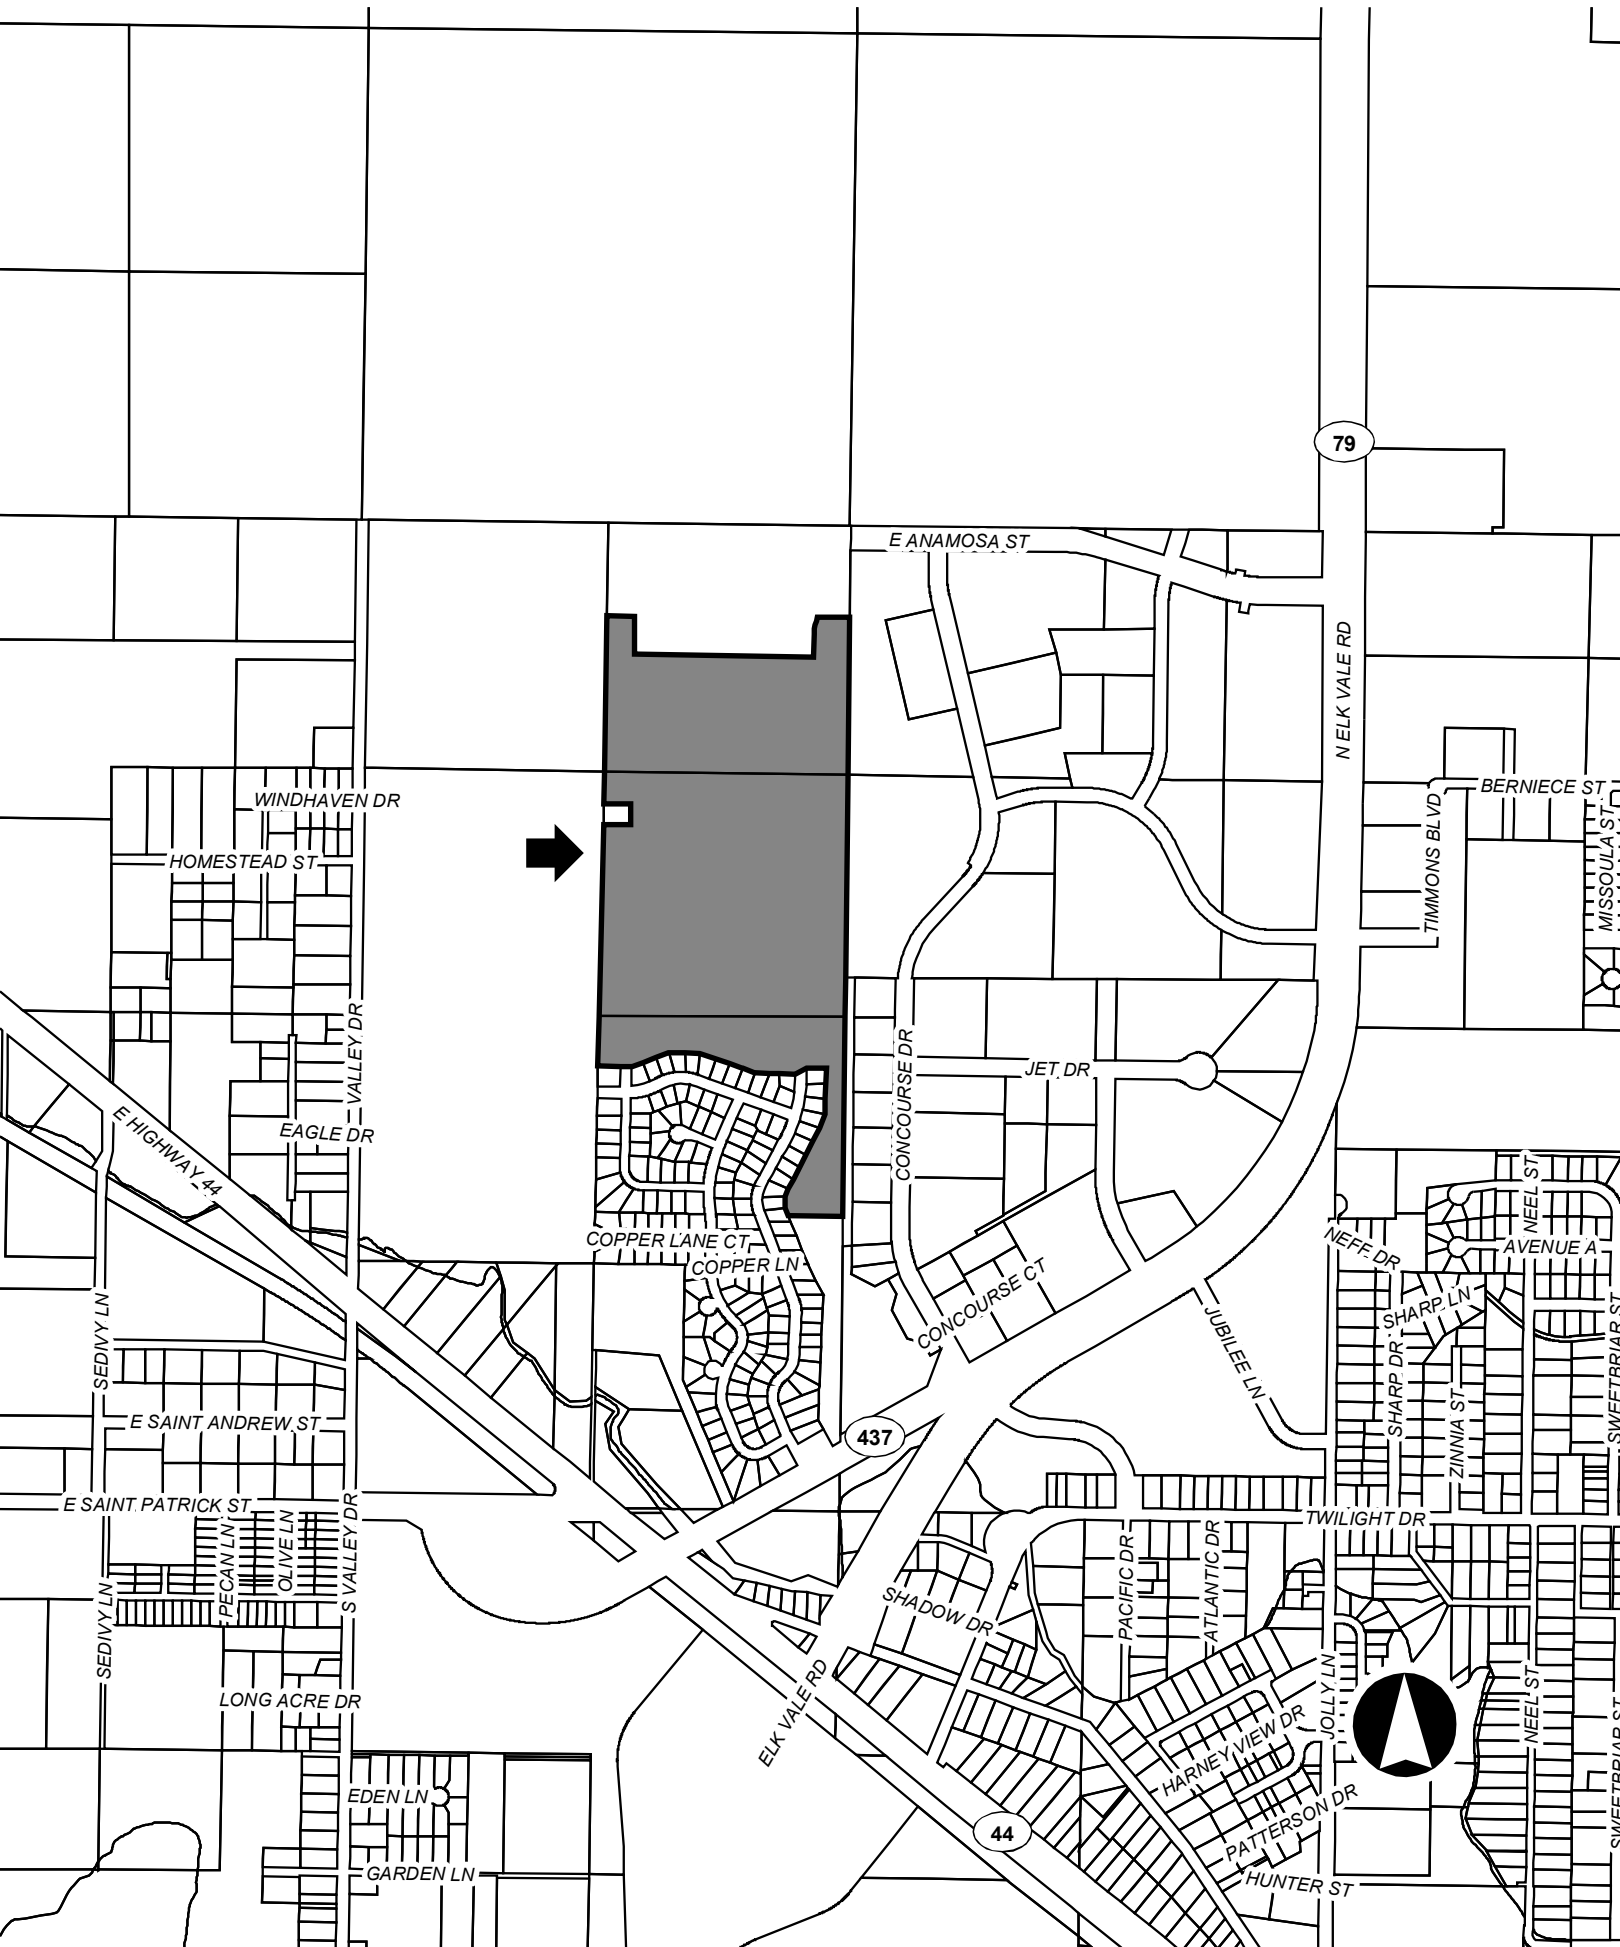 79
E ANAMOSA ST
N ELK VALE RD
BERNIECE ST
WINDHAVEN DR
TIMMONS BLVD
MISSOULA ST
HOMESTEAD ST
VALLEY DR
CONCOURSE DR
JET DR
E HIGHWAY 44
EAGLE DR
NEEL ST
COPPER LANE CT
COPPER LN
NEFF DR
AVENUE A
CONCOURSE CT
SHARP LN
SEDIVY LN
JUBILEE LN
SHARP DR
SWEETBRIAR ST
ZINNIA ST
E SAINT ANDREW ST
437
E SAINT PATRICK ST
TWILIGHT DR
PECAN LN
OLIVE LN
S VALLEY DR
PACIFIC DR
ATLANTIC DR
SEDIVY LN
SHADOW DR
ELK VALE RD
JOLLY LN
NEEL ST
LONG ACRE DR
HARNEY VIEW DR
SWEETBRIAR ST
EDEN LN
PATTERSON DR
44
GARDEN LN
HUNTER ST